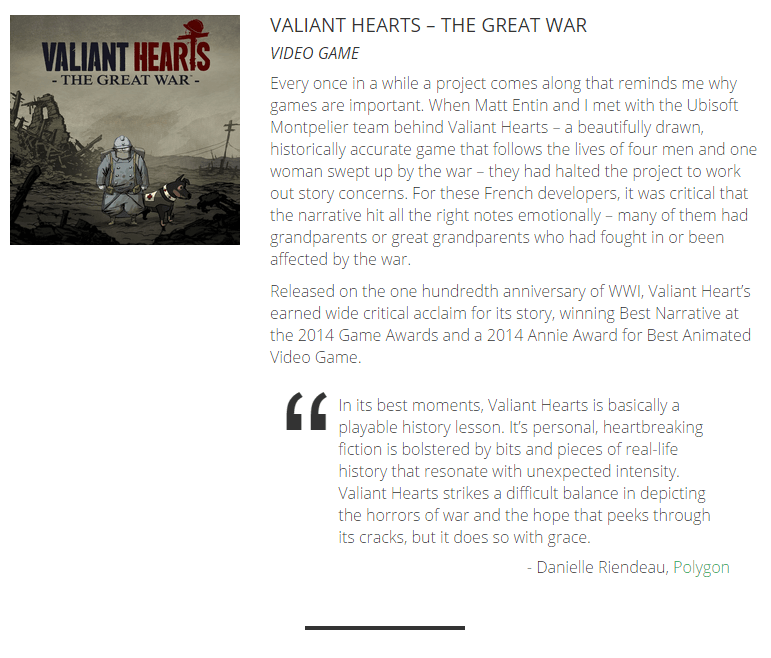 VALIANT HEARTS
- THE GREAT WAR -
VALIANT HEARTS – THE GREAT WAR
VIDEO GAME
Every once in a while a project comes along that reminds me why
games are important. When Matt Entin and I met with the Ubisoft
Montpelier team behind Valiant Hearts – a beautifully drawn,
historically accurate game that follows the lives of four men and one
woman swept up by the war – they had halted the project to work
out story concerns. For these French developers, it was critical that
the narrative hit all the right notes emotionally – many of them had
grandparents or great grandparents who had fought in or been
affected by the war.
Released on the one hundredth anniversary of WWI, Valiant Heart’s
earned wide critical acclaim for its story, winning Best Narrative at
the 2014 Game Awards and a 2014 Annie Award for Best Animated
Video Game.
“
In its best moments, Valiant Hearts is basically a
playable history lesson. It’s personal, heartbreaking
fiction is bolstered by bits and pieces of real-life
history that resonate with unexpected intensity.
Valiant Hearts strikes a difficult balance in depicting
the horrors of war and the hope that peeks through
its cracks, but it does so with grace.
- Danielle Riendeau, Polygon